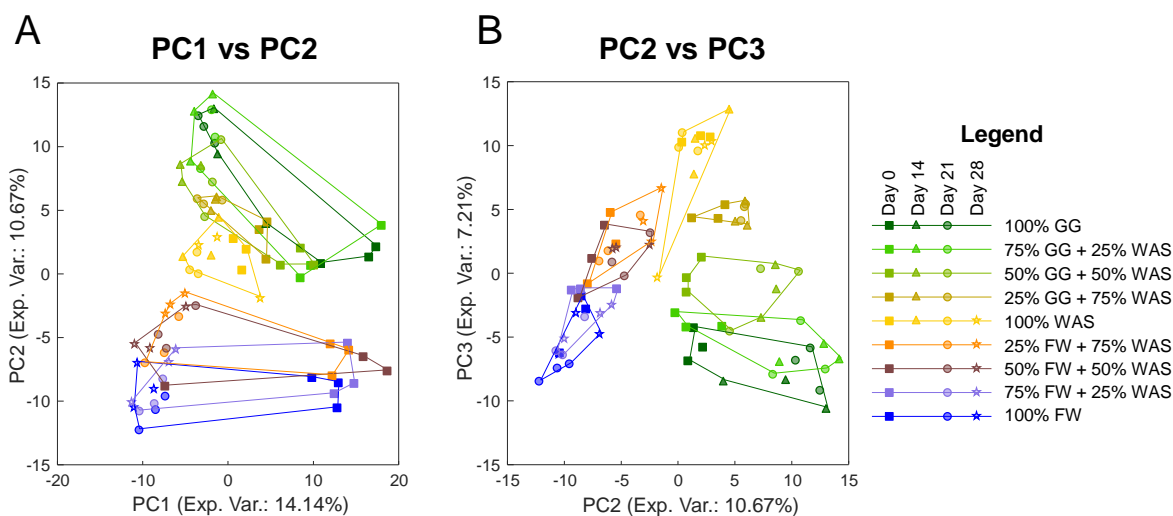 A
PC1 vs PC2
15
10
5
0
-5
-10
-15
-20
-10
0
10
20
PC2 (Exp. Var.: 10.67%)
PC1 (Exp. Var.: 14.14%)
B
PC2 vs PC3
15
10
5
0
-5
-10
-15
-15
-10
-5
0
5
10
15
PC3 (Exp. Var.: 7.21%)
PC2 (Exp. Var.: 10.67%)
Legend
Day 0
Day 14
Day 21
Day 28
100% GG
75% GG + 25% WAS
50% GG + 50% WAS
25% GG + 75% WAS
100% WAS
25% FW + 75% WAS
50% FW + 50% WAS
75% FW + 25% WAS
100% FW